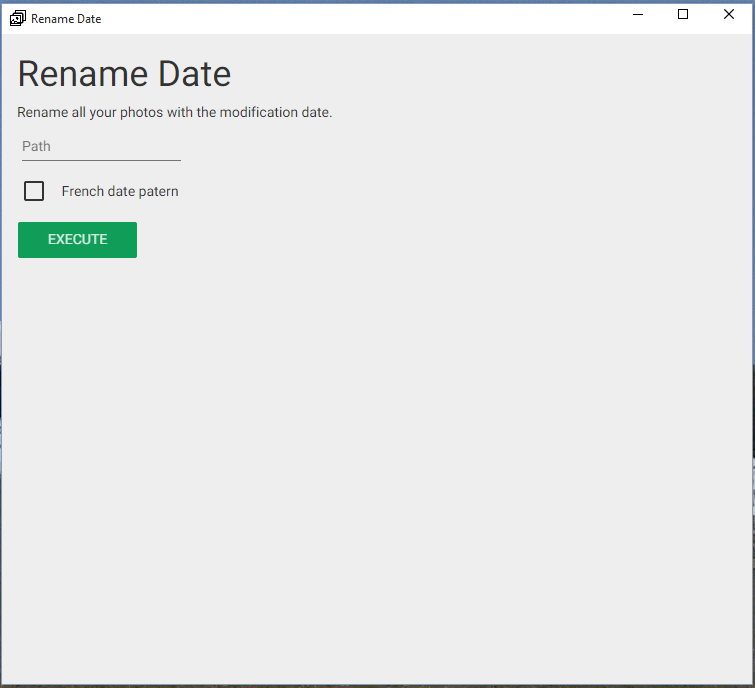 Rename Date
Rename Date
Rename all your photos with the modification date.
Path
French date patern
EXECUTE